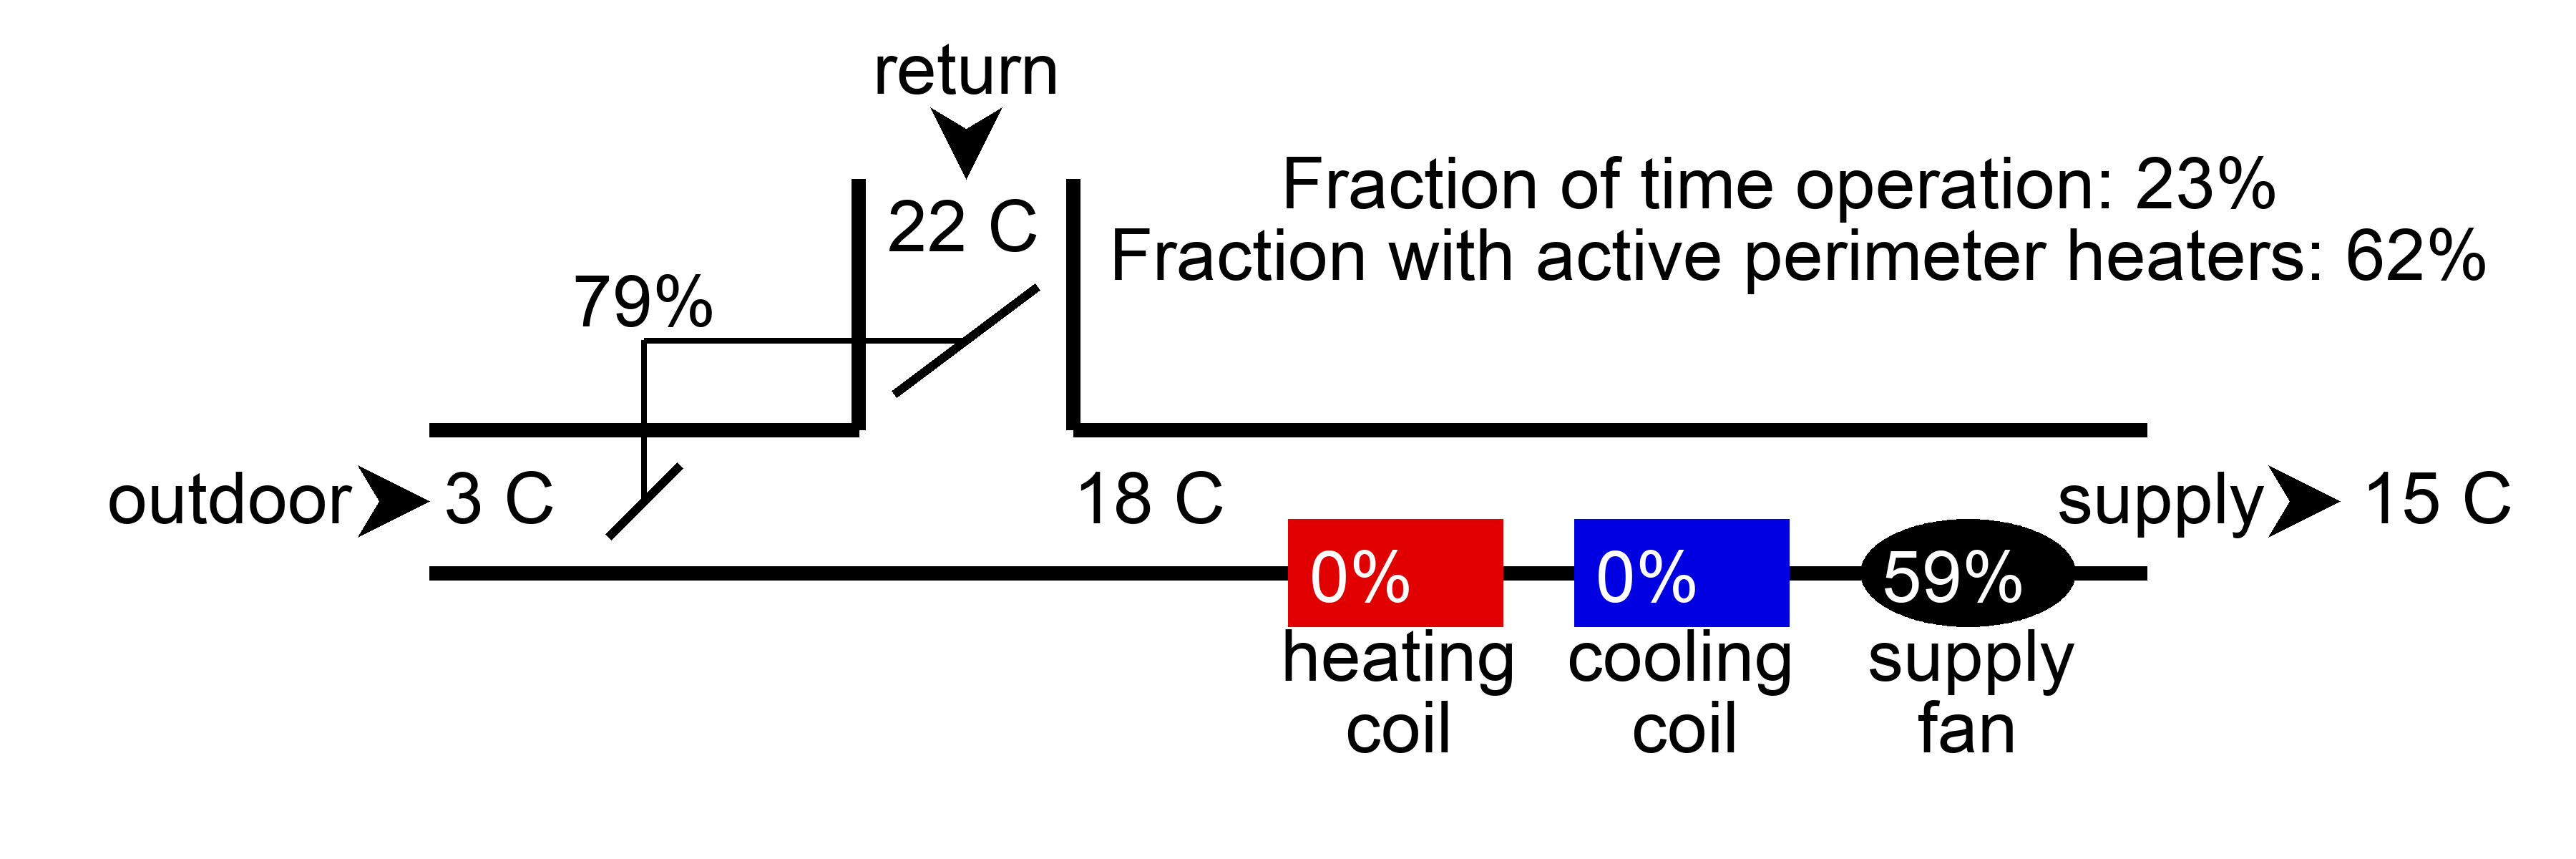 return
22 C
Fraction of time operation: 23%
Fraction with active perimeter heaters: 62%
79%
outdoor
3 C
18 C
supply
15 C
0%
0%
59%
heating
coil
cooling
coil
supply
fan